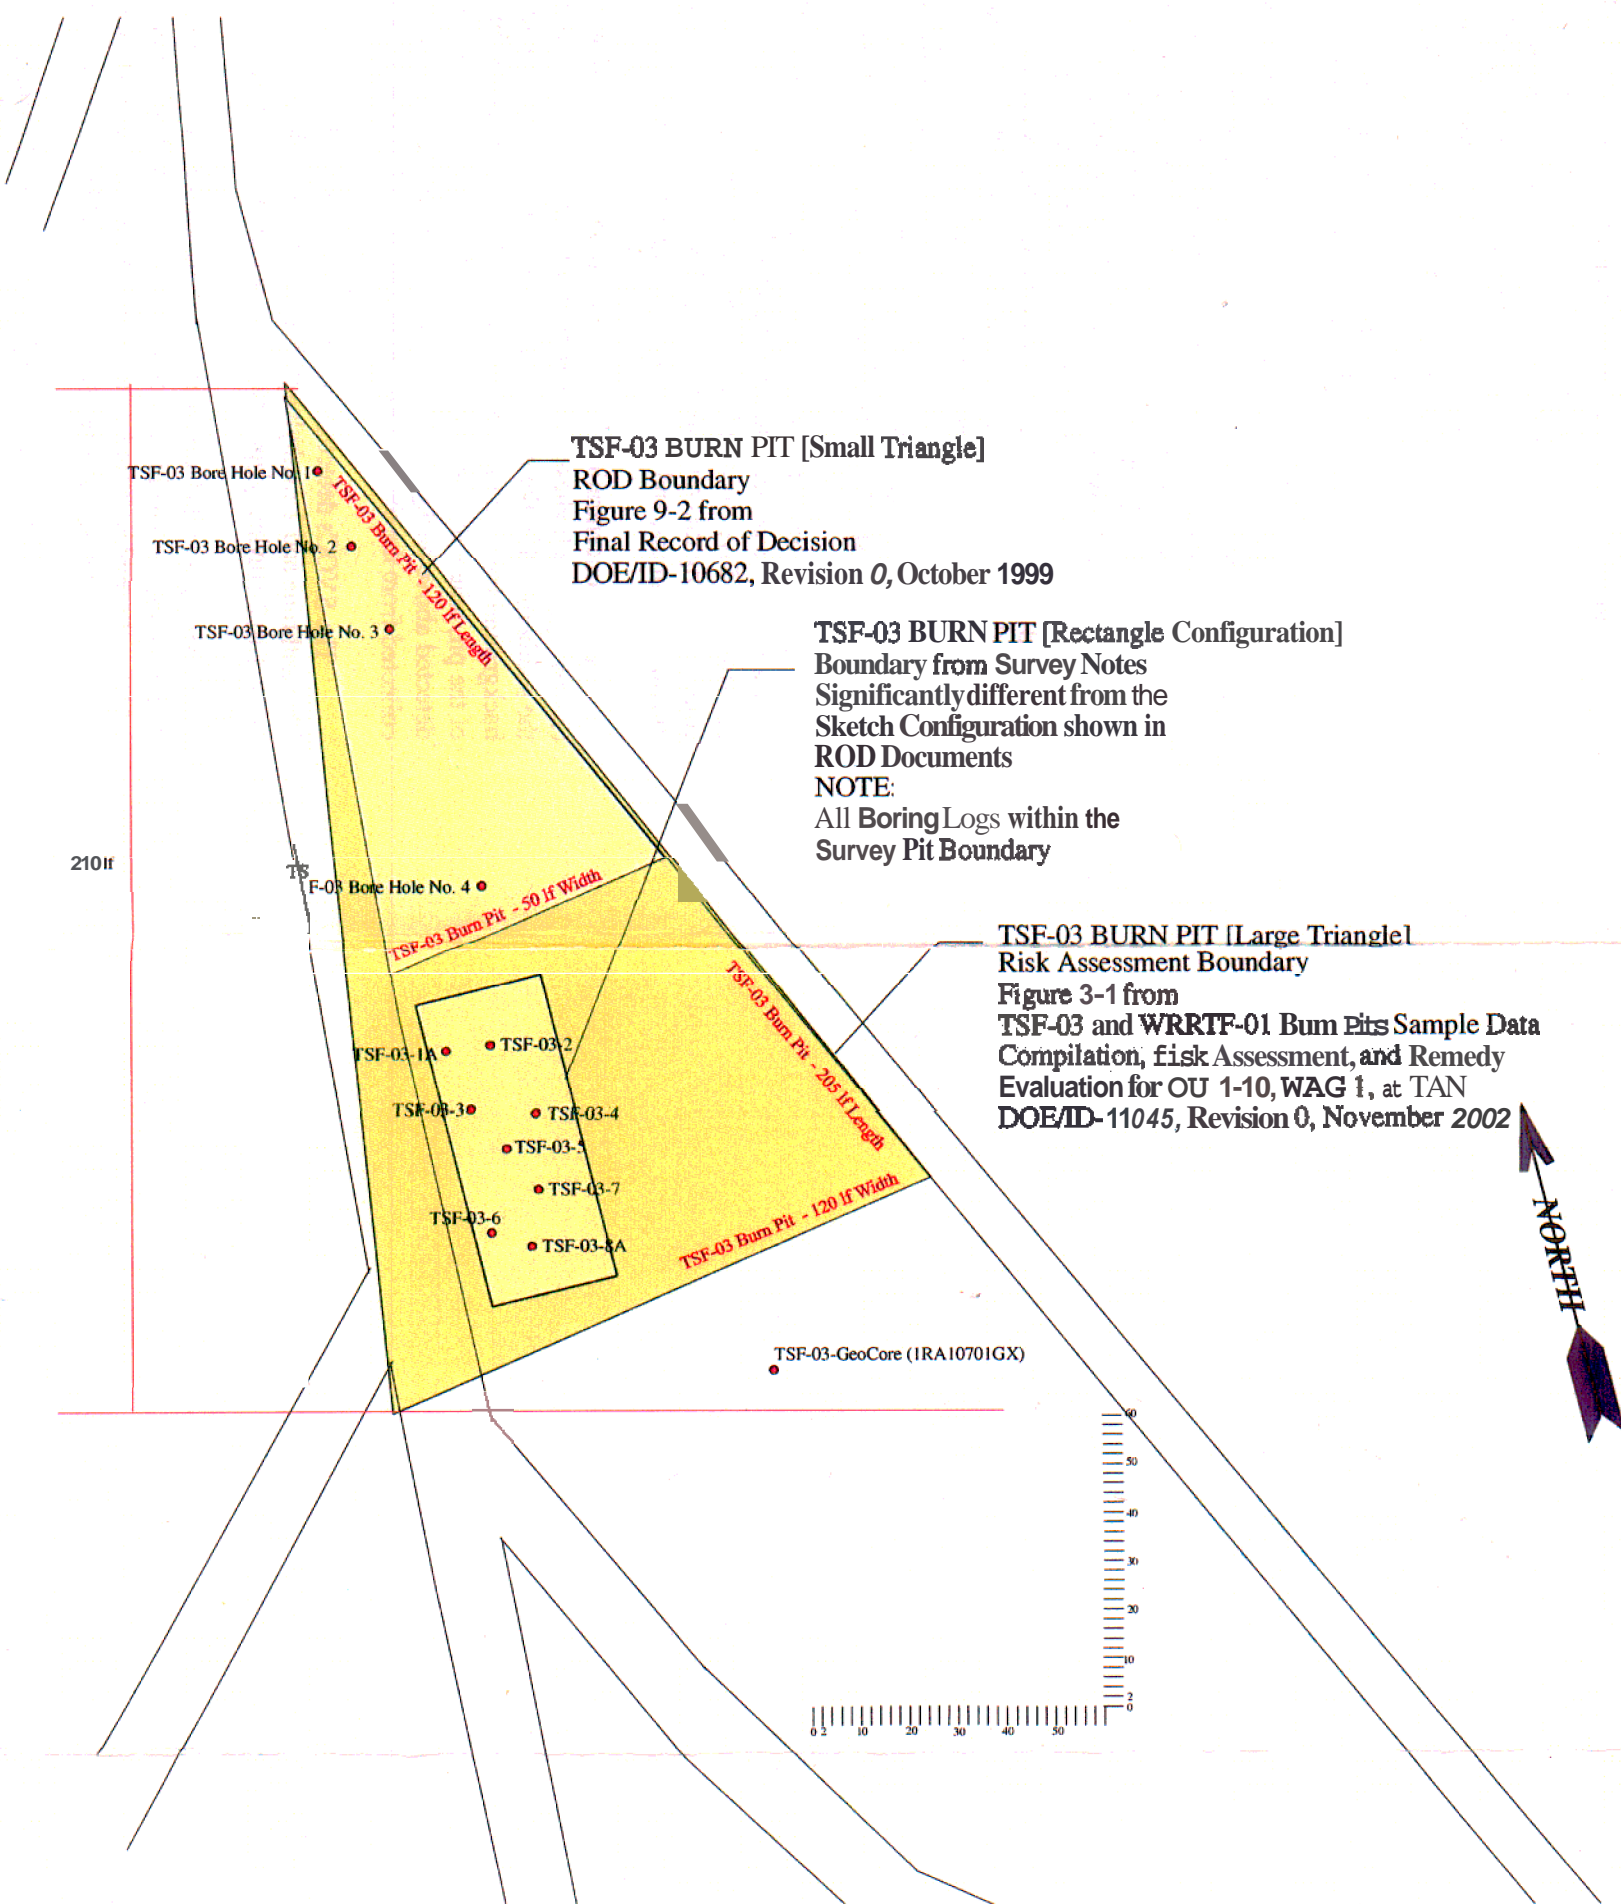 TSF-03 BURN PIT [Small Triangle]
ROD Boundary
Figure 9-2 from
Final Record of Decision
DOE/ID-10682, Revision 0, October 1999
TSF-03 Bore Hole No. 1
TSF-03 Bore Hole No. 2
TSF-03 Bore Hole No. 3
TSF-03 Burn Pit - 120 lf Length
TSF-03 BURN PIT [Rectangle Configuration]
Boundary from Survey Notes
Significantly different from the
Sketch Configuration shown in
ROD Documents
NOTE:
All Boring Logs within the
Survey Pit Boundary
210 lf
TS
F-03 Bore Hole No. 4
TSF-03 Burn Pit - 50 lf Width
TSF-03 BURN PIT [Large Triangle]
Risk Assessment Boundary
Figure 3-1 from
TSF-03 and WRRTF-01 Bum Pits Sample Data
Compilation, fisk Assessment, and Remedy
Evaluation for OU 1-10, WAG 1, at TAN
DOE/ID-11045, Revision 0, November 2002
TSF-03 Burn Pit - 205 lf Length
TSF-03-1A
TSF-03-2
TSF-03-3
TSF-03-4
TSF-03-5
TSF-03-7
TSF-03-6
TSF-03-8A
TSF-03 Burn Pit - 120 lf Width
NORTH
TSF-03-GeoCore (1RA10701GX)
60
50
40
30
20
10
2
0
0 2 10 20 30 40 50